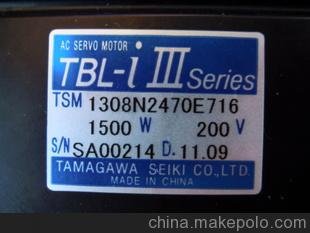 AC SERVO MOTOR
TBL-i III Series
TSM 1308N2470E716
1500 W 200 V
S/N SA00214 D. 11.09
TAMAGAWA SEIKI CO., LTD.
MADE IN CHINA
china.makepolo.com